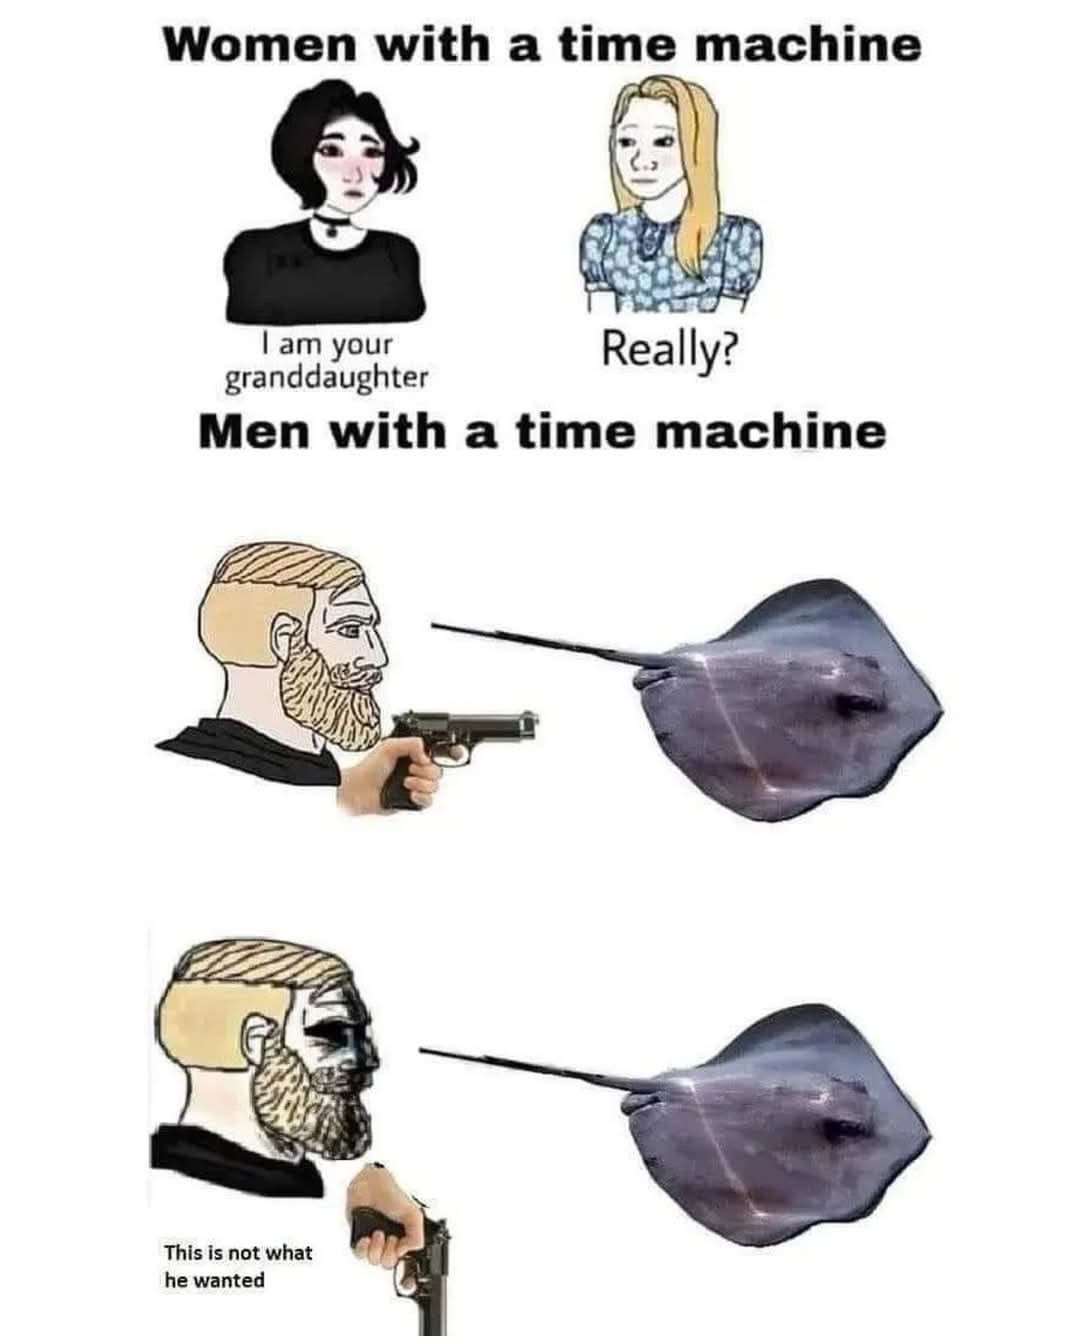 Women with a time machine
I am your
granddaughter
Really?
Men with a time machine
This is not what
he wanted